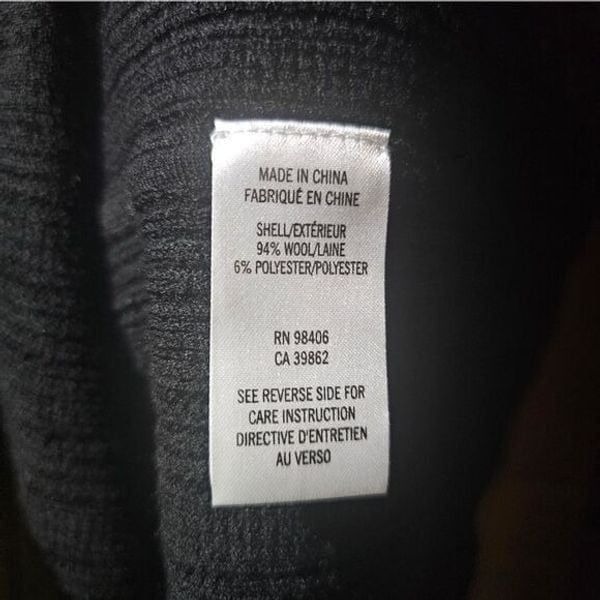 MADE IN CHINA
FABRIQUÉ EN CHINE
SHELL/EXTÉRIEUR
94% WOOL/LAINE
6% POLYESTER/POLYESTER
RN 98406
CA 39862
SEE REVERSE SIDE FOR
CARE INSTRUCTION
DIRECTIVE D'ENTRETIEN
AU VERSO